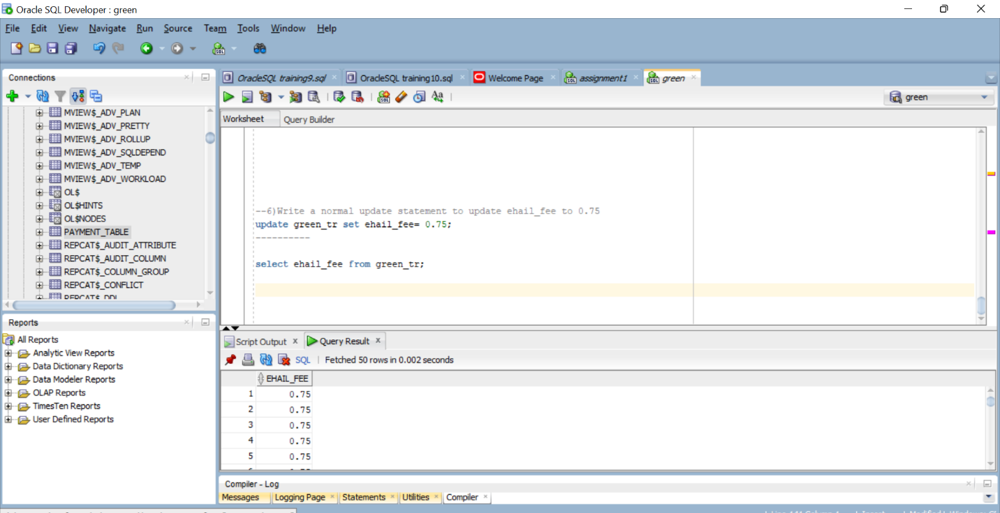 Oracle SQL Developer : green
File Edit View Navigate Run Source Team Tools Window Help
Connections
MVIEW$_ADV_PLAN
MVIEW$_ADV_PRETTY
MVIEW$_ADV_ROLLUP
MVIEW$_ADV_SQLDEPEND
MVIEW$_ADV_TEMP
MVIEW$_ADV_WORKLOAD
OL$
OL$HINTS
OL$NODES
PAYMENT_TABLE
REPCAT$_AUDIT_ATTRIBUTE
REPCAT$_AUDIT_COLUMN
REPCAT$_COLUMN_GROUP
REPCAT$_CONFLICT
REPCAT$_DDL
Reports
All Reports
Analytic View Reports
Data Dictionary Reports
Data Modeler Reports
OLAP Reports
TimesTen Reports
User Defined Reports
OracleSQL training9.sql OracleSQL training10.sql Welcome Page assignment1 green
green
Worksheet Query Builder
--6)Write a normal update statement to update ehail_fee to 0.75
update green_tr set ehail_fee= 0.75;
----------
select ehail_fee from green_tr;
Script Output x Query Result x
SQL | Fetched 50 rows in 0.002 seconds
EHAIL_FEE
1 0.75
2 0.75
3 0.75
4 0.75
5 0.75
Compiler - Log
Messages Logging Page Statements Utilities Compiler